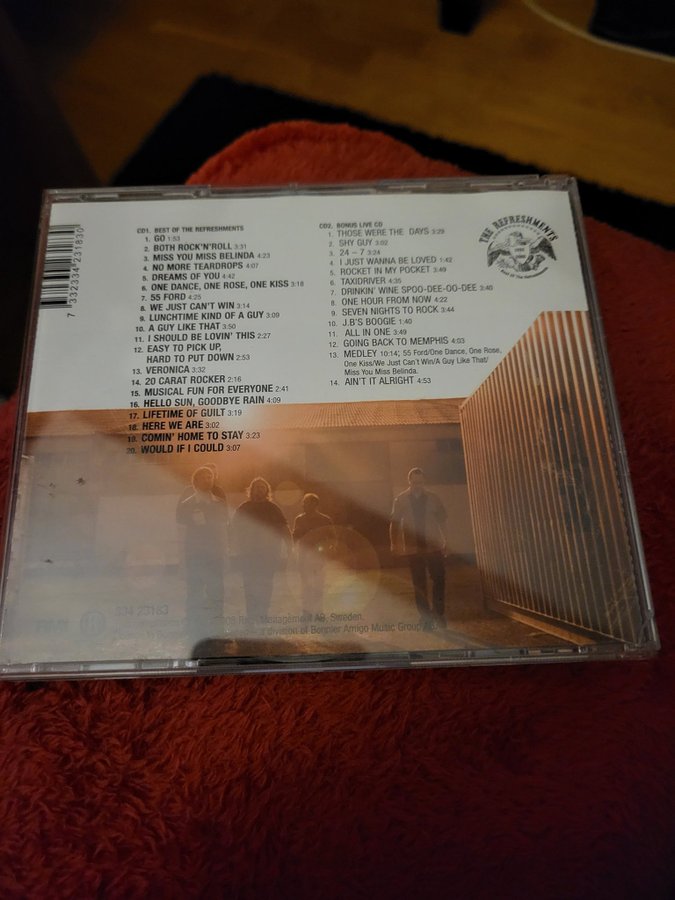 CD1. BEST OF THE REFRESHMENTS
1. GO 1:53
2. BOTH ROCK'N'ROLL 3:31
3. MISS YOU MISS BELINDA 4:23
4. NO MORE TEARDROPS 4:07
5. DREAMS OF YOU 4:42
6. ONE DANCE, ONE ROSE, ONE KISS 3:18
7. 55 FORD 4:25
8. WE JUST CAN'T WIN 3:14
9. LUNCHTIME KIND OF A GUY 3:09
10. A GUY LIKE THAT 3:50
11. I SHOULD BE LOVIN' THIS 2:27
12. EASY TO PICK UP,
HARD TO PUT DOWN 2:53
13. VERONICA 3:32
14. 20 CARAT ROCKER 2:16
15. MUSICAL FUN FOR EVERYONE 2:41
16. HELLO SUN, GOODBYE RAIN 4:09
17. LIFETIME OF GUILT 3:19
18. HERE WE ARE 3:02
19. COMIN' HOME TO STAY 3:23
20. WOULD IF I COULD 3:07
CD2. BONUS LIVE CD
1. THOSE WERE THE DAYS 3:29
2. SHY GUY 3:02
3. 24 – 7 3:24
4. I JUST WANNA BE LOVED 1:42
5. ROCKET IN MY POCKET 3:49
6. TAXIDRIVER 4:35
7. DRINKIN' WINE SPOO-DEE-OO-DEE 3:40
8. ONE HOUR FROM NOW 4:22
9. SEVEN NIGHTS TO ROCK 3:44
10. J.B'S BOOGIE 1:40
11. ALL IN ONE 3:49
12. GOING BACK TO MEMPHIS 4:03
13. MEDLEY 10:14; 55 Ford/One Dance, One Rose,
One Kiss/We Just Can't Win/A Guy Like That/
Miss You Miss Belinda.
14. AIN'T IT ALRIGHT 4:53
THE REFRESHMENTS
7 332334 231830
334 23183
Management AB, Sweden.
a division of Bonnier Amigo Music Group